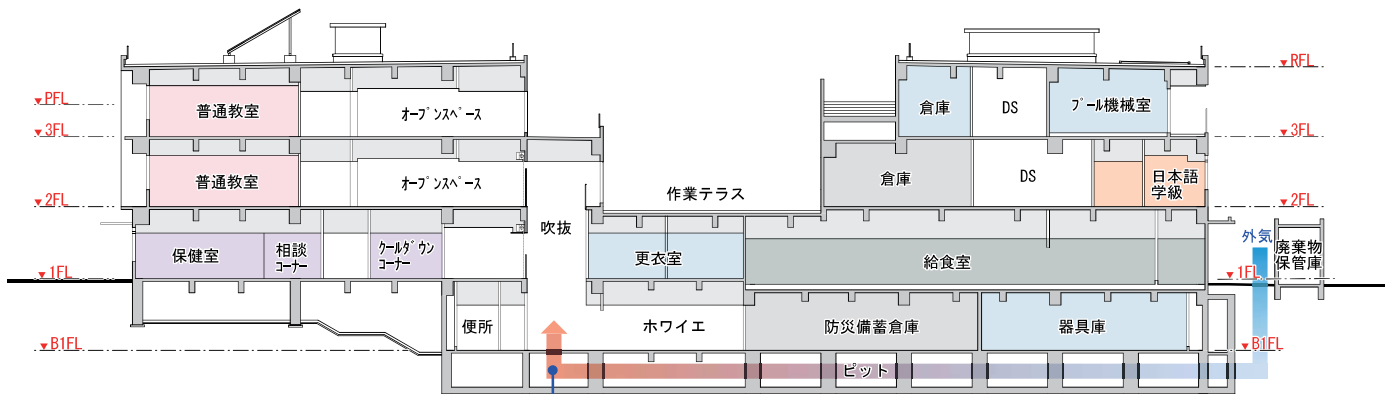 RFL
PFL
普通教室
オープンスペース
倉庫
DS
プール機械室
3FL
3FL
普通教室
オープンスペース
作業テラス
倉庫
DS
日本語
学級
2FL
2FL
吹抜
外気
保健室
相談
コーナー
クールダウン
コーナー
更衣室
給食室
廃棄物
保管庫
1FL
1FL
便所
ホワイエ
防災備蓄倉庫
器具庫
B1FL
B1FL
ピット